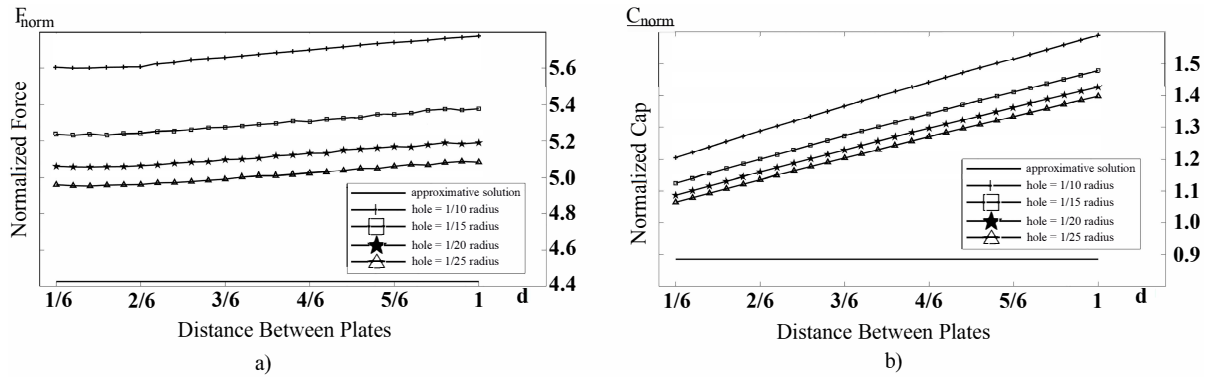 Fnorm
Normalized Force
5.6
5.4
5.2
5.0
4.8
4.6
4.4
approximative solution
hole = 1/10 radius
hole = 1/15 radius
hole = 1/20 radius
hole = 1/25 radius
1/6 2/6 3/6 4/6 5/6 1 d
Distance Between Plates
a)
Cnorm
Normalized Cap
1.5
1.4
1.3
1.2
1.1
1.0
0.9
approximative solution
hole = 1/10 radius
hole = 1/15 radius
hole = 1/20 radius
hole = 1/25 radius
1/6 2/6 3/6 4/6 5/6 1 d
Distance Between Plates
b)